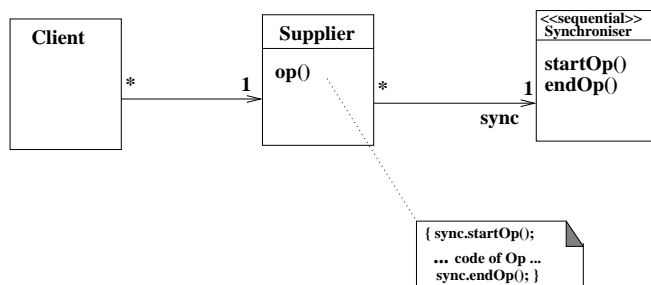 Client
*
1
Supplier
op()
*
1
sync
<<sequential>>
Synchroniser
startOp()
endOp()
{ sync.startOp();
... code of Op ...
sync.endOp(); }